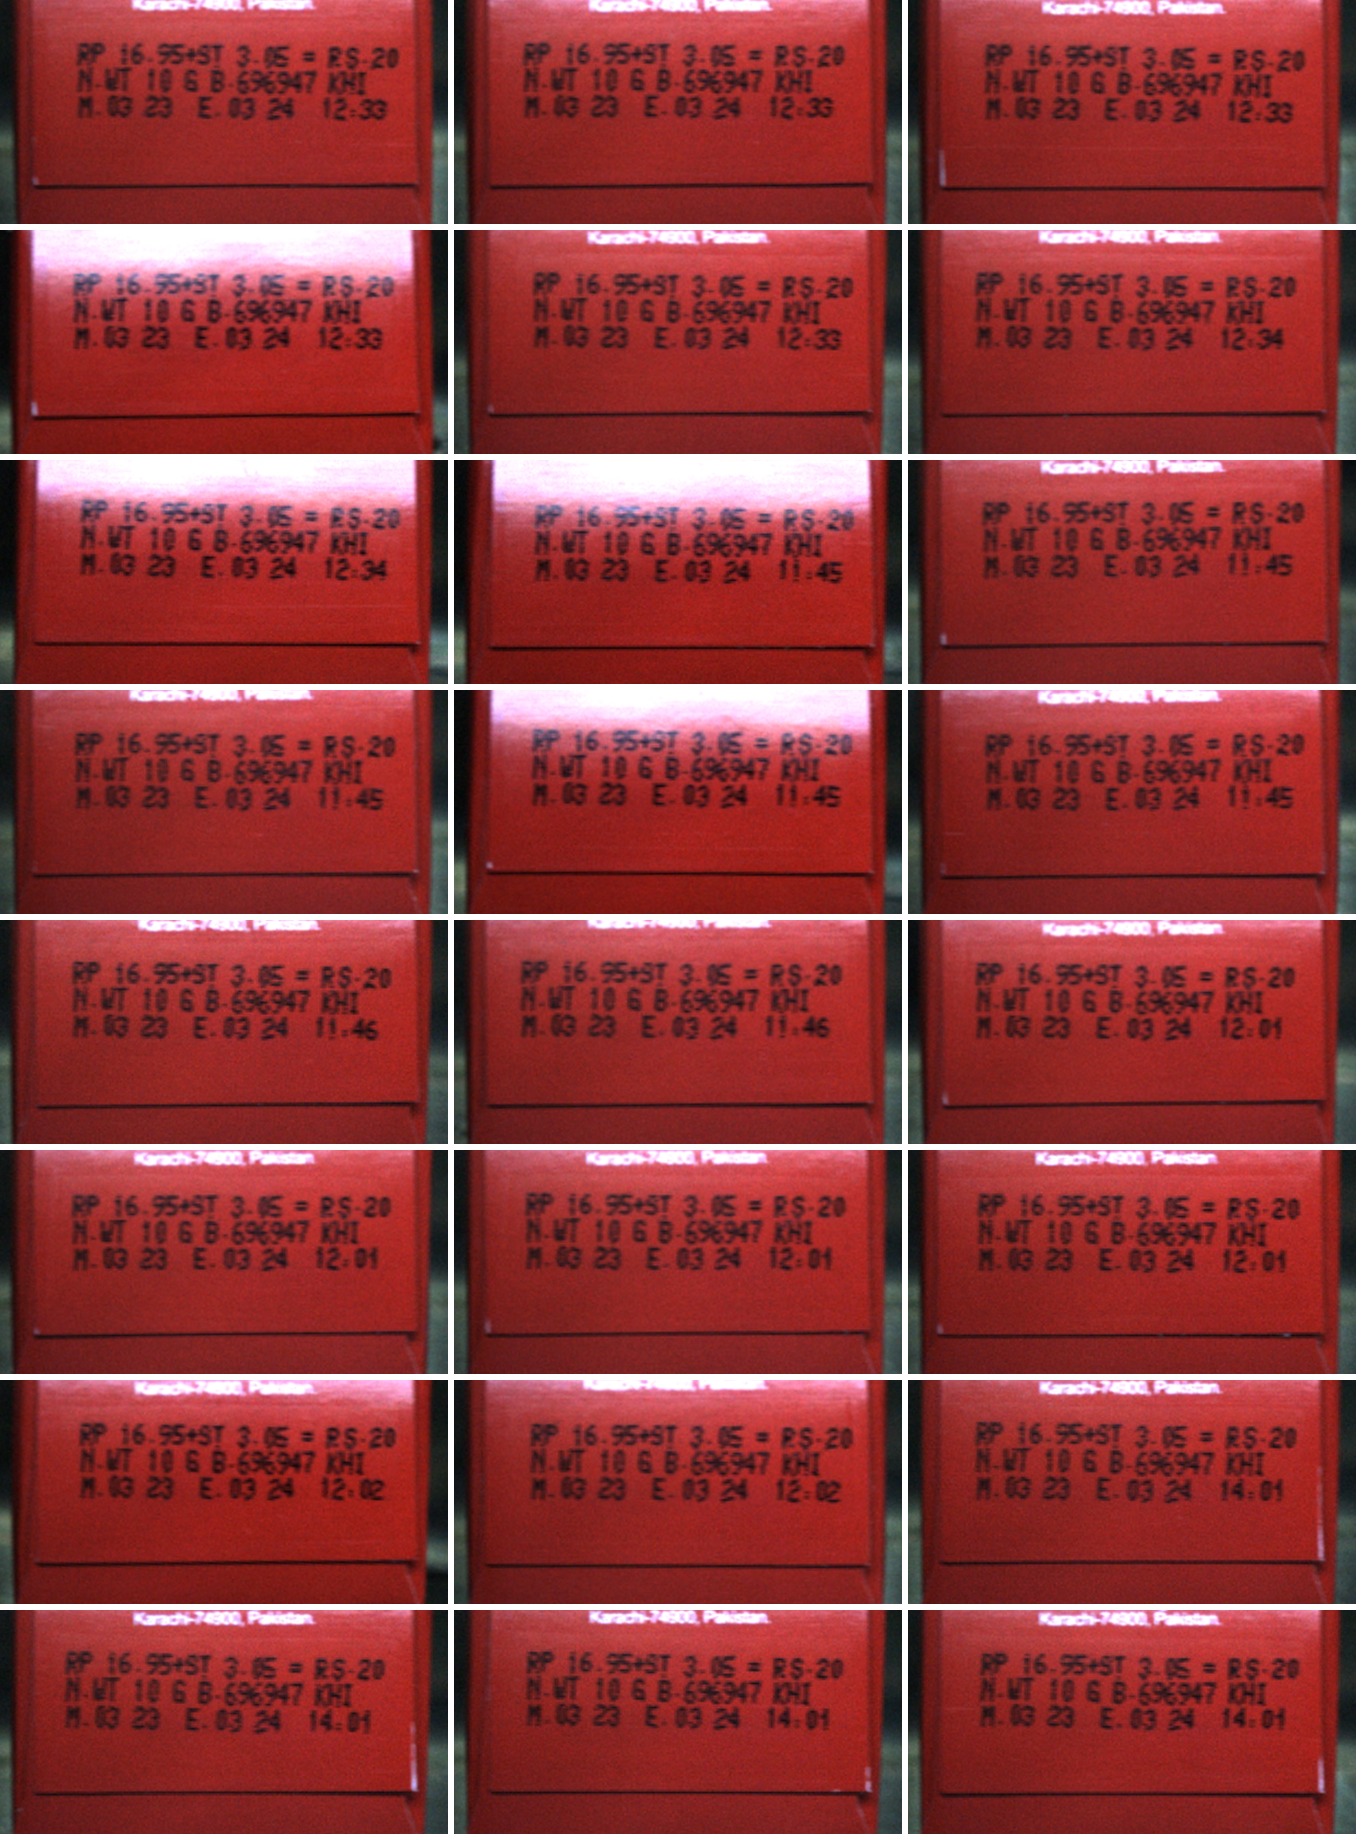 Karachi-74900, Pakistan.
RP 16.95+ST 3.05 = RS.20
N.WT 10 G B-696947 KHI
M.03 23 E.03 24 12:33
Karachi-74900, Pakistan.
RP 16.95+ST 3.05 = RS.20
N.WT 10 G B-696947 KHI
M.03 23 E.03 24 12:33
Karachi-74900, Pakistan.
RP 16.95+ST 3.05 = RS.20
N.WT 10 G B-696947 KHI
M.03 23 E.03 24 12:33
RP 16.95+ST 3.05 = RS.20
N.WT 10 G B-696947 KHI
M.03 23 E.03 24 12:33
Karachi-74900, Pakistan.
RP 16.95+ST 3.05 = RS.20
N.WT 10 G B-696947 KHI
M.03 23 E.03 24 12:33
Karachi-74900, Pakistan.
RP 16.95+ST 3.05 = RS.20
N.WT 10 G B-696947 KHI
M.03 23 E.03 24 12:34
RP 16.95+ST 3.05 = RS.20
N.WT 10 G B-696947 KHI
M.03 23 E.03 24 12:34
RP 16.95+ST 3.05 = RS.20
N.WT 10 G B-696947 KHI
M.03 23 E.03 24 11:45
Karachi-74900, Pakistan.
RP 16.95+ST 3.05 = RS.20
N.WT 10 G B-696947 KHI
M.03 23 E.03 24 11:45
Karachi-74900, Pakistan.
RP 16.95+ST 3.05 = RS.20
N.WT 10 G B-696947 KHI
M.03 23 E.03 24 11:45
RP 16.95+ST 3.05 = RS.20
N.WT 10 G B-696947 KHI
M.03 23 E.03 24 11:45
Karachi-74900, Pakistan.
RP 16.95+ST 3.05 = RS.20
N.WT 10 G B-696947 KHI
M.03 23 E.03 24 11:45
Karachi-74900, Pakistan.
RP 16.95+ST 3.05 = RS.20
N.WT 10 G B-696947 KHI
M.03 23 E.03 24 11:46
Karachi-74900, Pakistan.
RP 16.95+ST 3.05 = RS.20
N.WT 10 G B-696947 KHI
M.03 23 E.03 24 11:46
Karachi-74900, Pakistan.
RP 16.95+ST 3.05 = RS.20
N.WT 10 G B-696947 KHI
M.03 23 E.03 24 12:01
Karachi-74900, Pakistan.
RP 16.95+ST 3.05 = RS.20
N.WT 10 G B-696947 KHI
M.03 23 E.03 24 12:01
Karachi-74900, Pakistan.
RP 16.95+ST 3.05 = RS.20
N.WT 10 G B-696947 KHI
M.03 23 E.03 24 12:01
Karachi-74900, Pakistan.
RP 16.95+ST 3.05 = RS.20
N.WT 10 G B-696947 KHI
M.03 23 E.03 24 12:01
Karachi-74900, Pakistan.
RP 16.95+ST 3.05 = RS.20
N.WT 10 G B-696947 KHI
M.03 23 E.03 24 12:02
Karachi-74900, Pakistan.
RP 16.95+ST 3.05 = RS.20
N.WT 10 G B-696947 KHI
M.03 23 E.03 24 12:02
Karachi-74900, Pakistan.
RP 16.95+ST 3.05 = RS.20
N.WT 10 G B-696947 KHI
M.03 23 E.03 24 14:01
Karachi-74900, Pakistan.
RP 16.95+ST 3.05 = RS.20
N.WT 10 G B-696947 KHI
M.03 23 E.03 24 14:01
Karachi-74900, Pakistan.
RP 16.95+ST 3.05 = RS.20
N.WT 10 G B-696947 KHI
M.03 23 E.03 24 14:01
Karachi-74900, Pakistan.
RP 16.95+ST 3.05 = RS.20
N.WT 10 G B-696947 KHI
M.03 23 E.03 24 14:01